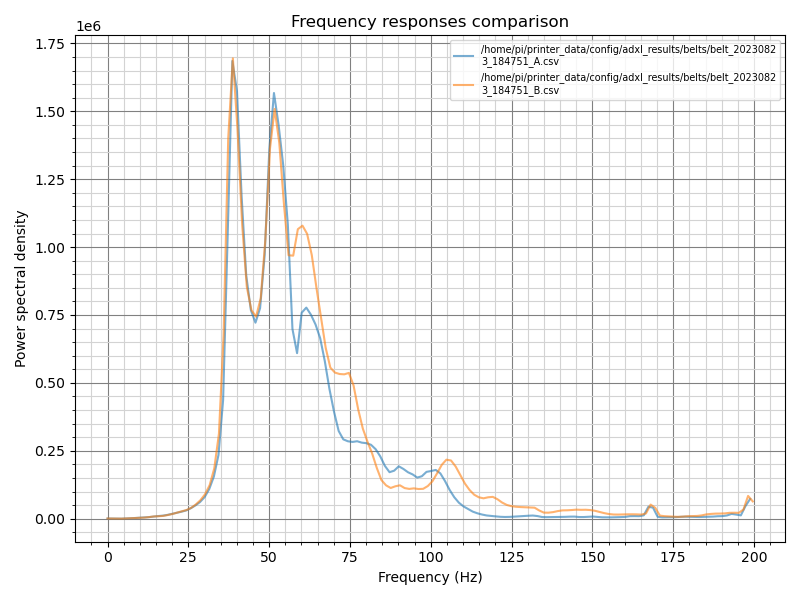 Frequency responses comparison
1e6
/home/pi/printer_data/config/adxl_results/belts/belt_2023082
3_184751_A.csv
/home/pi/printer_data/config/adxl_results/belts/belt_2023082
3_184751_B.csv
1.75
1.50
1.25
1.00
0.75
0.50
0.25
0.00
Power spectral density
0 25 50 75 100 125 150 175 200
Frequency (Hz)